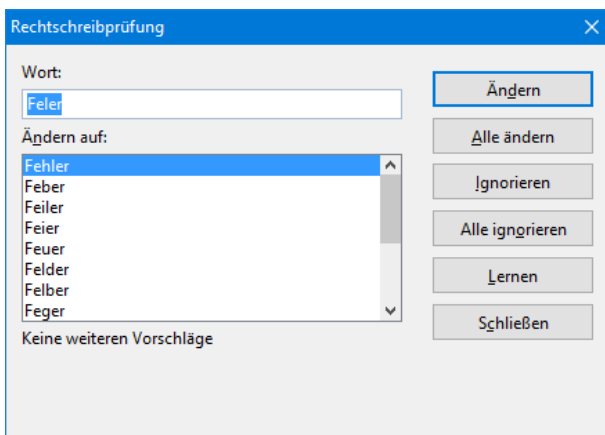 Rechtschreibprüfung
Wort:
Feler
Ändern auf:
Fehler
Feber
Feiler
Feier
Feuer
Felder
Felber
Feger
Keine weiteren Vorschläge
Ändern
Alle ändern
Ignorieren
Alle ignorieren
Lernen
Schließen